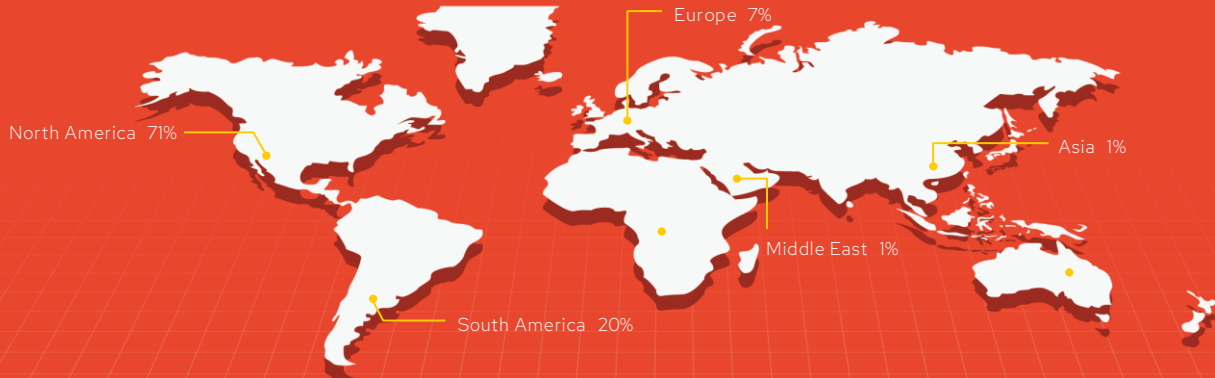 Europe 7%
North America 71%
Asia 1%
Middle East 1%
South America 20%